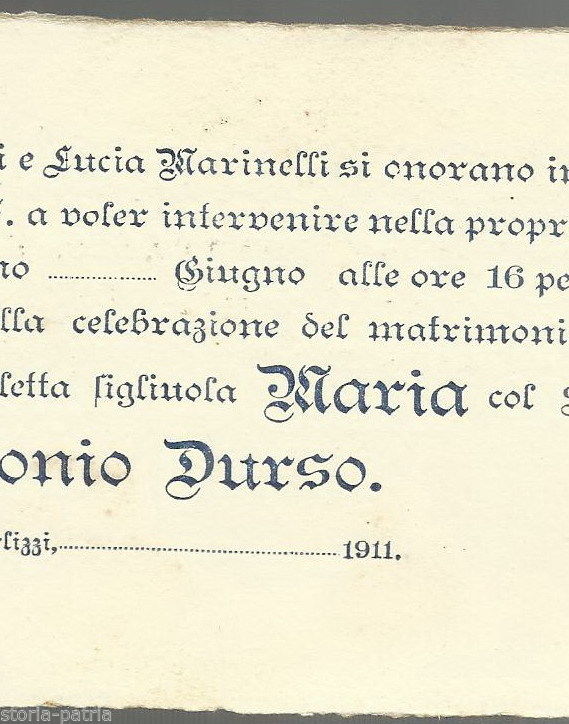 i e Lucia Marinelli si onorano in
. a voler intervenire nella propr
no ............ Giugno alle ore 16 pe
lla celebrazione del matrimoni
letta figliuola Maria col S
onio Durso.
lizzi,........................................ 1911.
storia-patria